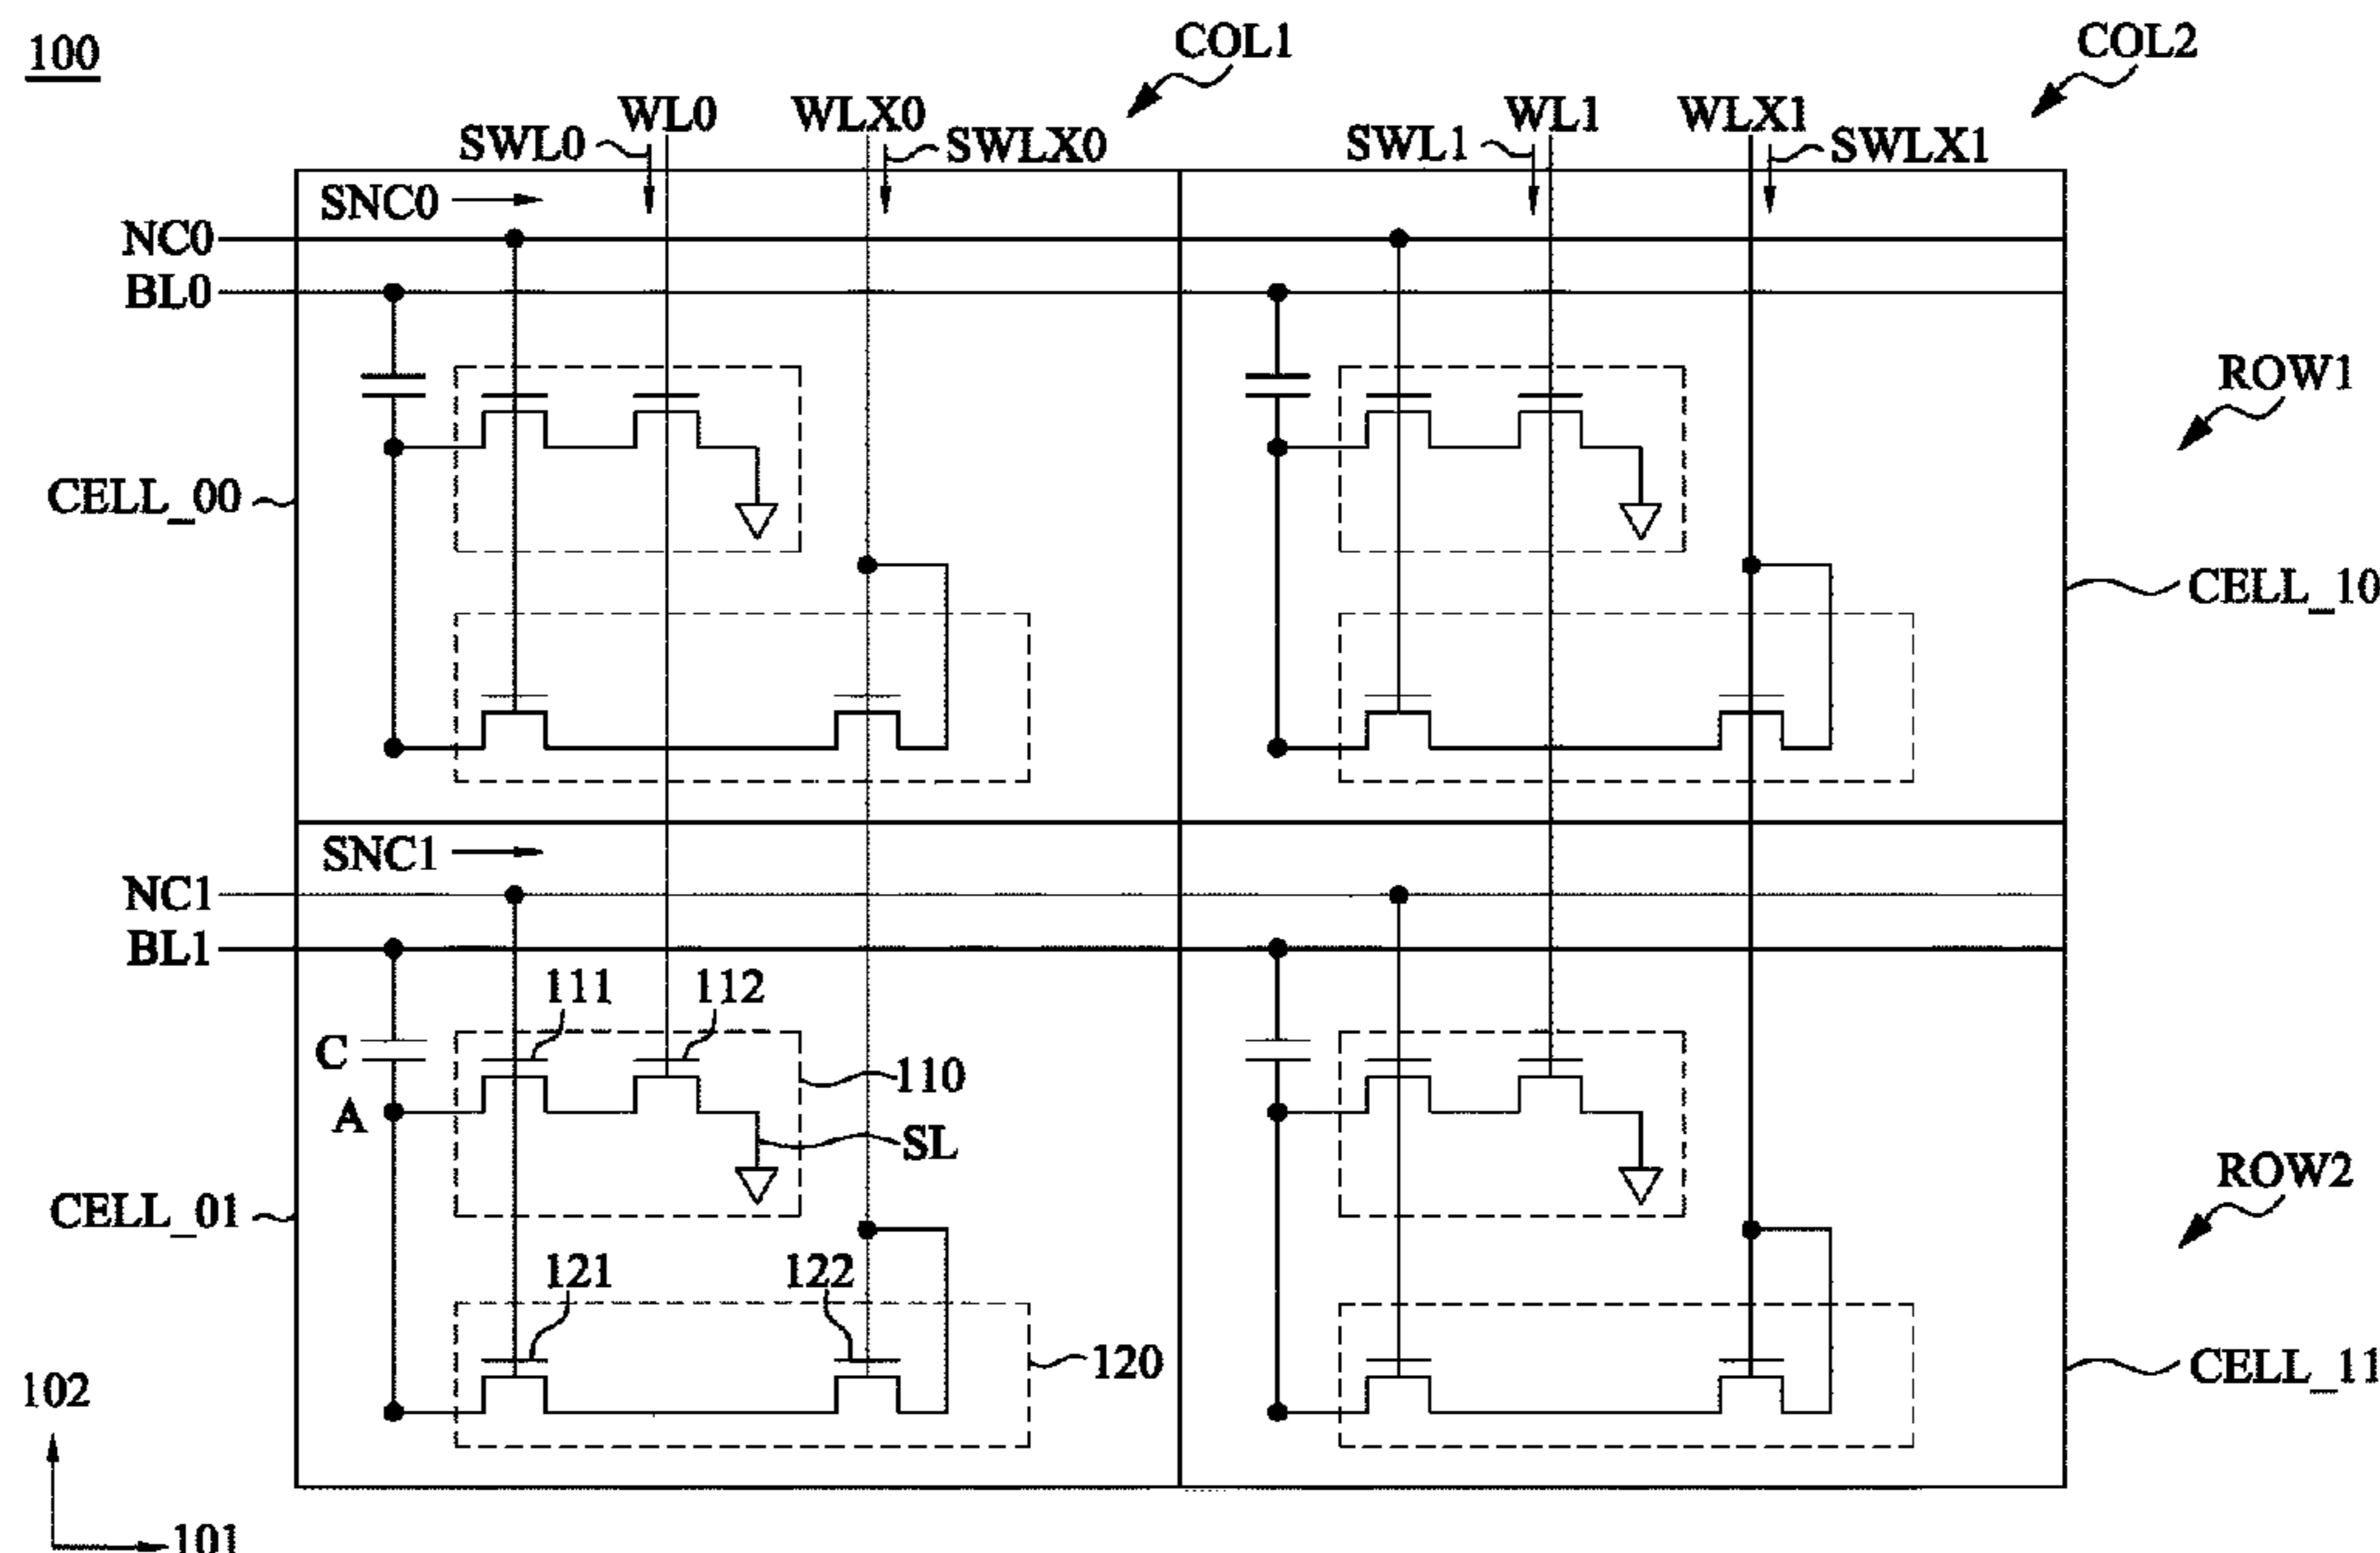 100
COL1
COL2
WL0
WLX0
WL1
WLX1
SWL0
SWLX0
SWL1
SWLX1
SNC0
NC0
BL0
ROW1
CELL_00
CELL_10
SNC1
NC1
BL1
111
112
C
110
A
SL
ROW2
CELL_01
121
122
120
CELL_11
102
101